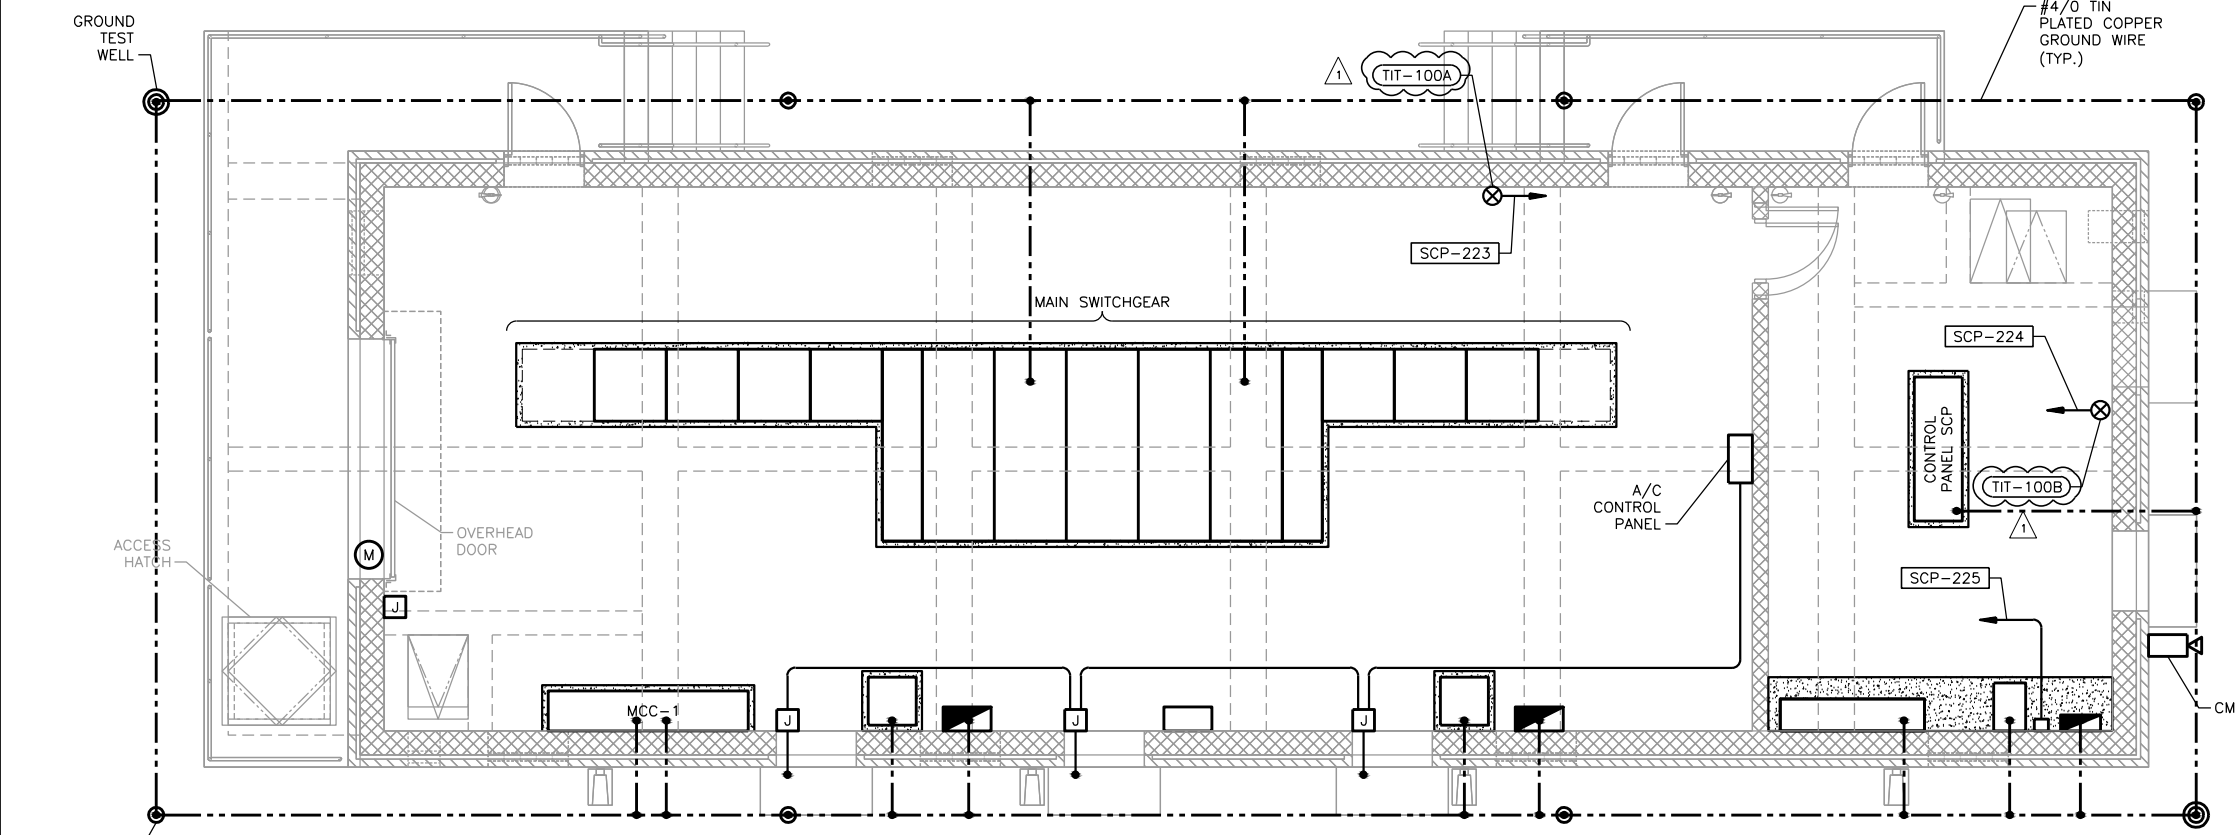 GROUND
TEST
WELL
#4/0 TIN
PLATED COPPER
GROUND WIRE
(TYP.)
1
TIT-100A
SCP-223
MAIN SWITCHGEAR
SCP-224
CONTROL
PANEL SCP
TIT-100B
1
A/C
CONTROL
PANEL
OVERHEAD
DOOR
ACCESS
HATCH
M
J
SCP-225
MCC-1
J
J
J
CM